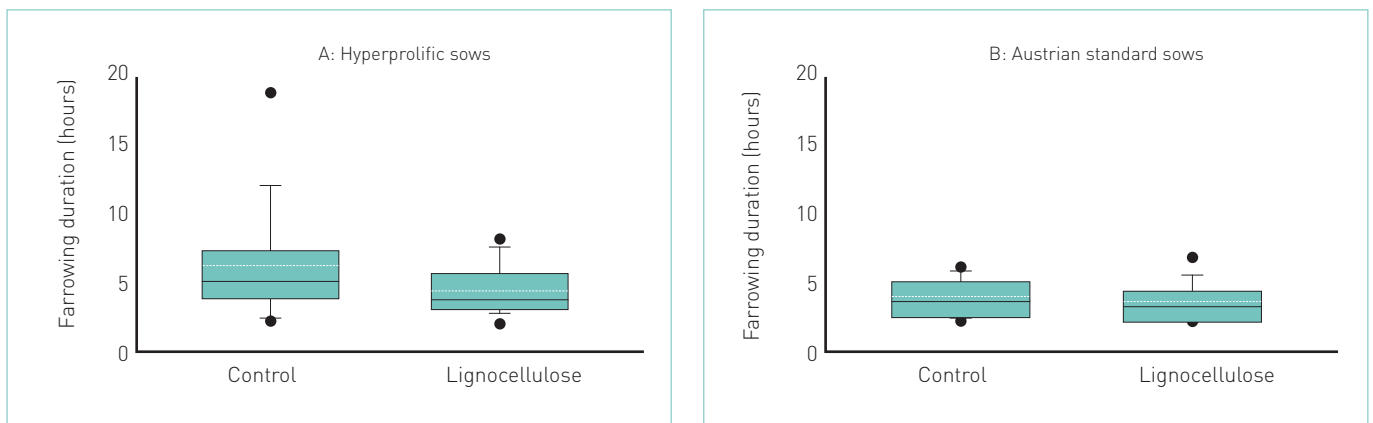 A: Hyperprolific sows
Farrowing duration (hours)
20
15
10
5
0
Control
Lignocellulose
B: Austrian standard sows
Farrowing duration (hours)
20
15
10
5
0
Control
Lignocellulose